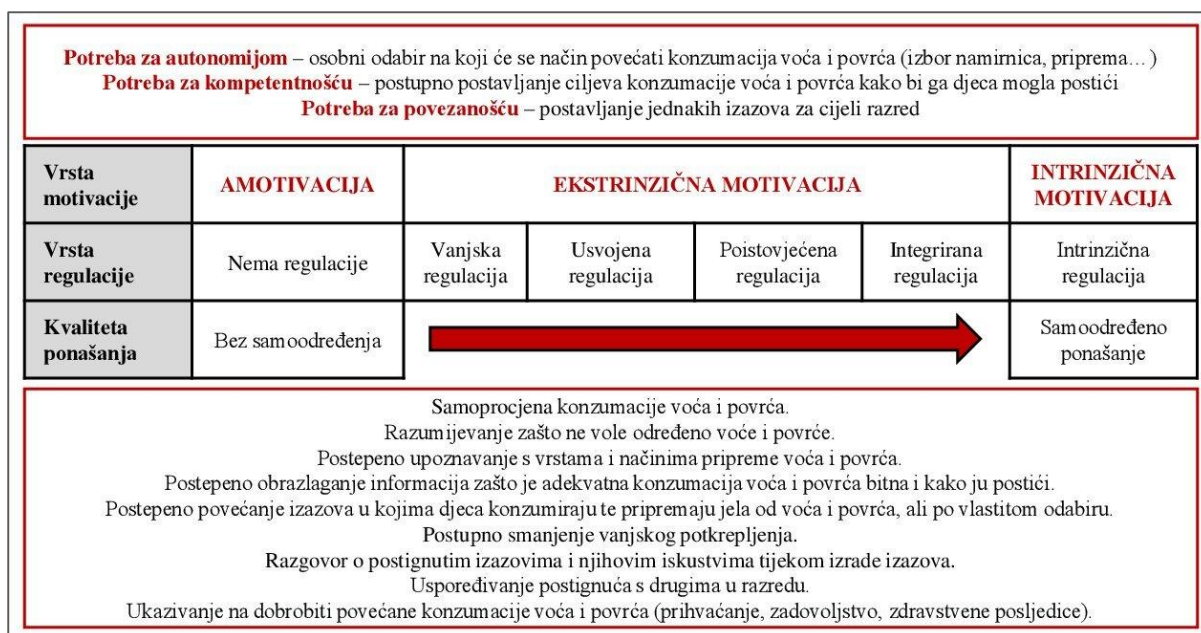 Potreba za autonomijom – osobni odabir na koji će se način povećati konzumacija voća i povrća (izbor namirnica, priprema…)
Potreba za kompetentnošću – postupno postavljanje ciljeva konzumacije voća i povrća kako bi ga djeca mogla postići
Potreba za povezanošću – postavljanje jednakih izazova za cijeli razred
Vrsta
motivacije
AMOTIVACIJA
EKSTRINZIČNA MOTIVACIJA
INTRINZIČNA
MOTIVACIJA
Vrsta
regulacije
Nema regulacije
Vanjska
regulacija
Usvojena
regulacija
Poistovjećena
regulacija
Integrirana
regulacija
Intrinzična
regulacija
Kvaliteta
ponašanja
Bez samoodređenja
Samoodređeno
ponašanje
Samoprocjena konzumacije voća i povrća.
Razumijevanje zašto ne vole određeno voće i povrće.
Postepeno upoznavanje s vrstama i načinima pripreme voća i povrća.
Postepeno obrazlaganje informacija zašto je adekvatna konzumacija voća i povrća bitna i kako ju postići.
Postepeno povećanje izazova u kojima djeca konzumiraju te pripremaju jela od voća i povrća, ali po vlastitom odabiru.
Postupno smanjenje vanjskog potkrepljenja.
Razgovor o postignutim izazovima i njihovim iskustvima tijekom izrade izazova.
Uspoređivanje postignuća s drugima u razredu.
Ukazivanje na dobrobiti povećane konzumacije voća i povrća (prihvaćanje, zadovoljstvo, zdravstvene posljedice).